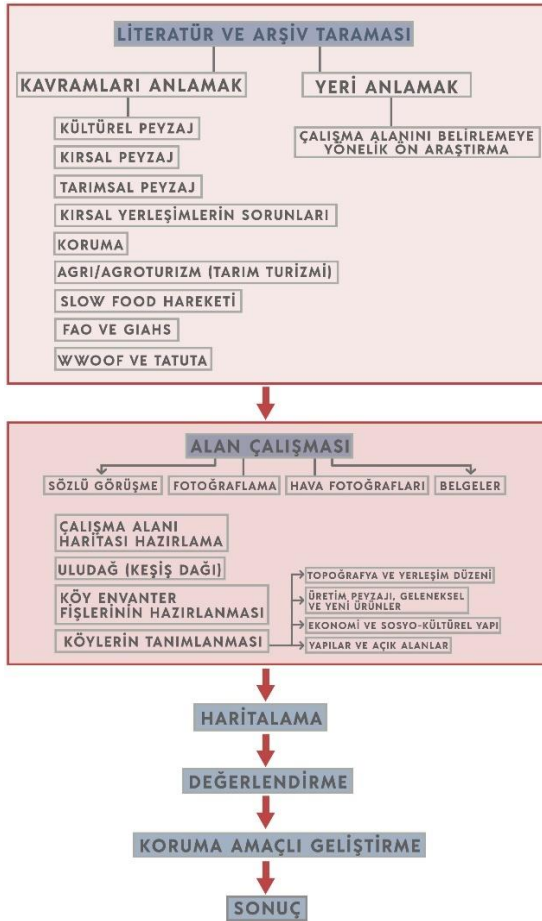 LİTERATÜR VE ARŞİV TARAMASI
KAVRAMLARI ANLAMAK
YERİ ANLAMAK
KÜLTÜREL PEYZAJ
ÇALIŞMA ALANINI BELİRLEMEYE
YÖNELİK ÖN ARAŞTIRMA
KIRSAL PEYZAJ
TARIMSAL PEYZAJ
KIRSAL YERLEŞİMLERİN SORUNLARI
KORUMA
AGRI/AGROTURIZM (TARIM TURİZMİ)
SLOW FOOD HAREKETİ
FAO VE GIAHS
WWOOF VE TATUTA
ALAN ÇALIŞMASI
SÖZLÜ GÖRÜŞME
FOTOĞRAFLAMA
HAVA FOTOĞRAFLARI
BELGELER
ÇALIŞMA ALANI
HARİTASI HAZIRLAMA
ULUDAĞ (KEŞİŞ DAĞI)
KÖY ENVANTER
FİŞLERİNİN HAZIRLANMASI
KÖYLERİN TANIMLANMASI
TOPOĞRAFYA VE YERLEŞİM DÜZENİ
ÜRETİM PEYZAJI, GELENEKSEL
VE YENİ ÜRÜNLER
EKONOMİ VE SOSYO-KÜLTÜREL YAPI
YAPILAR VE AÇIK ALANLAR
HARİTALAMA
DEĞERLENDİRME
KORUMA AMAÇLI GELİŞTİRME
SONUÇ